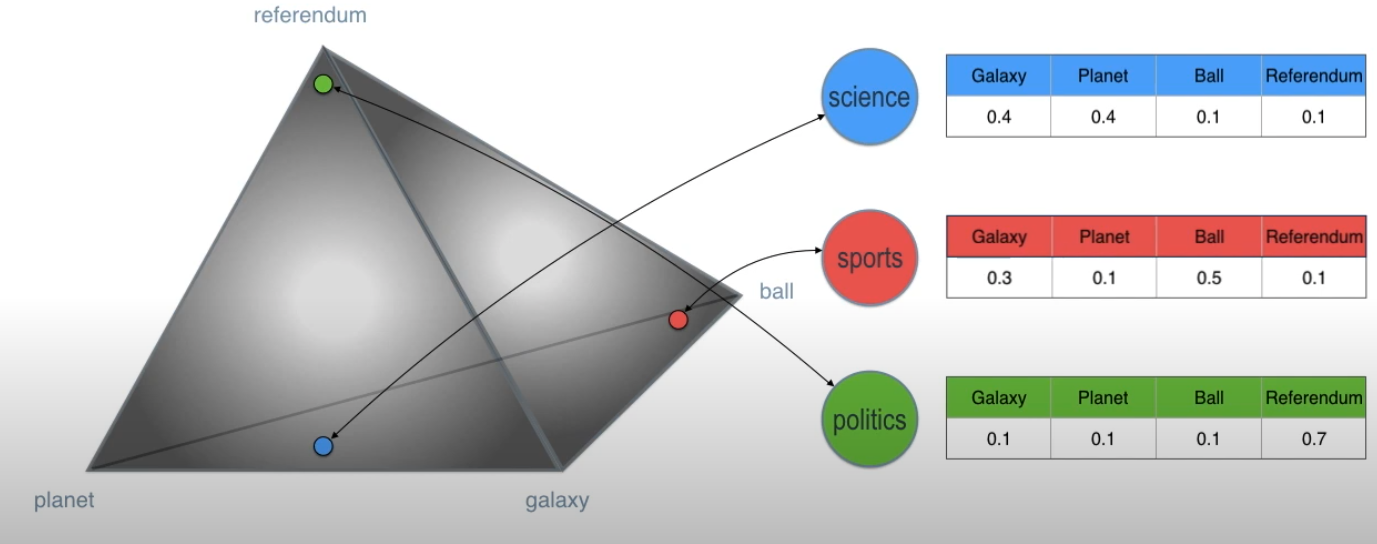 referendum
science
Galaxy Planet Ball Referendum
0.4 0.4 0.1 0.1
sports
Galaxy Planet Ball Referendum
0.3 0.1 0.5 0.1
ball
politics
Galaxy Planet Ball Referendum
0.1 0.1 0.1 0.7
planet
galaxy